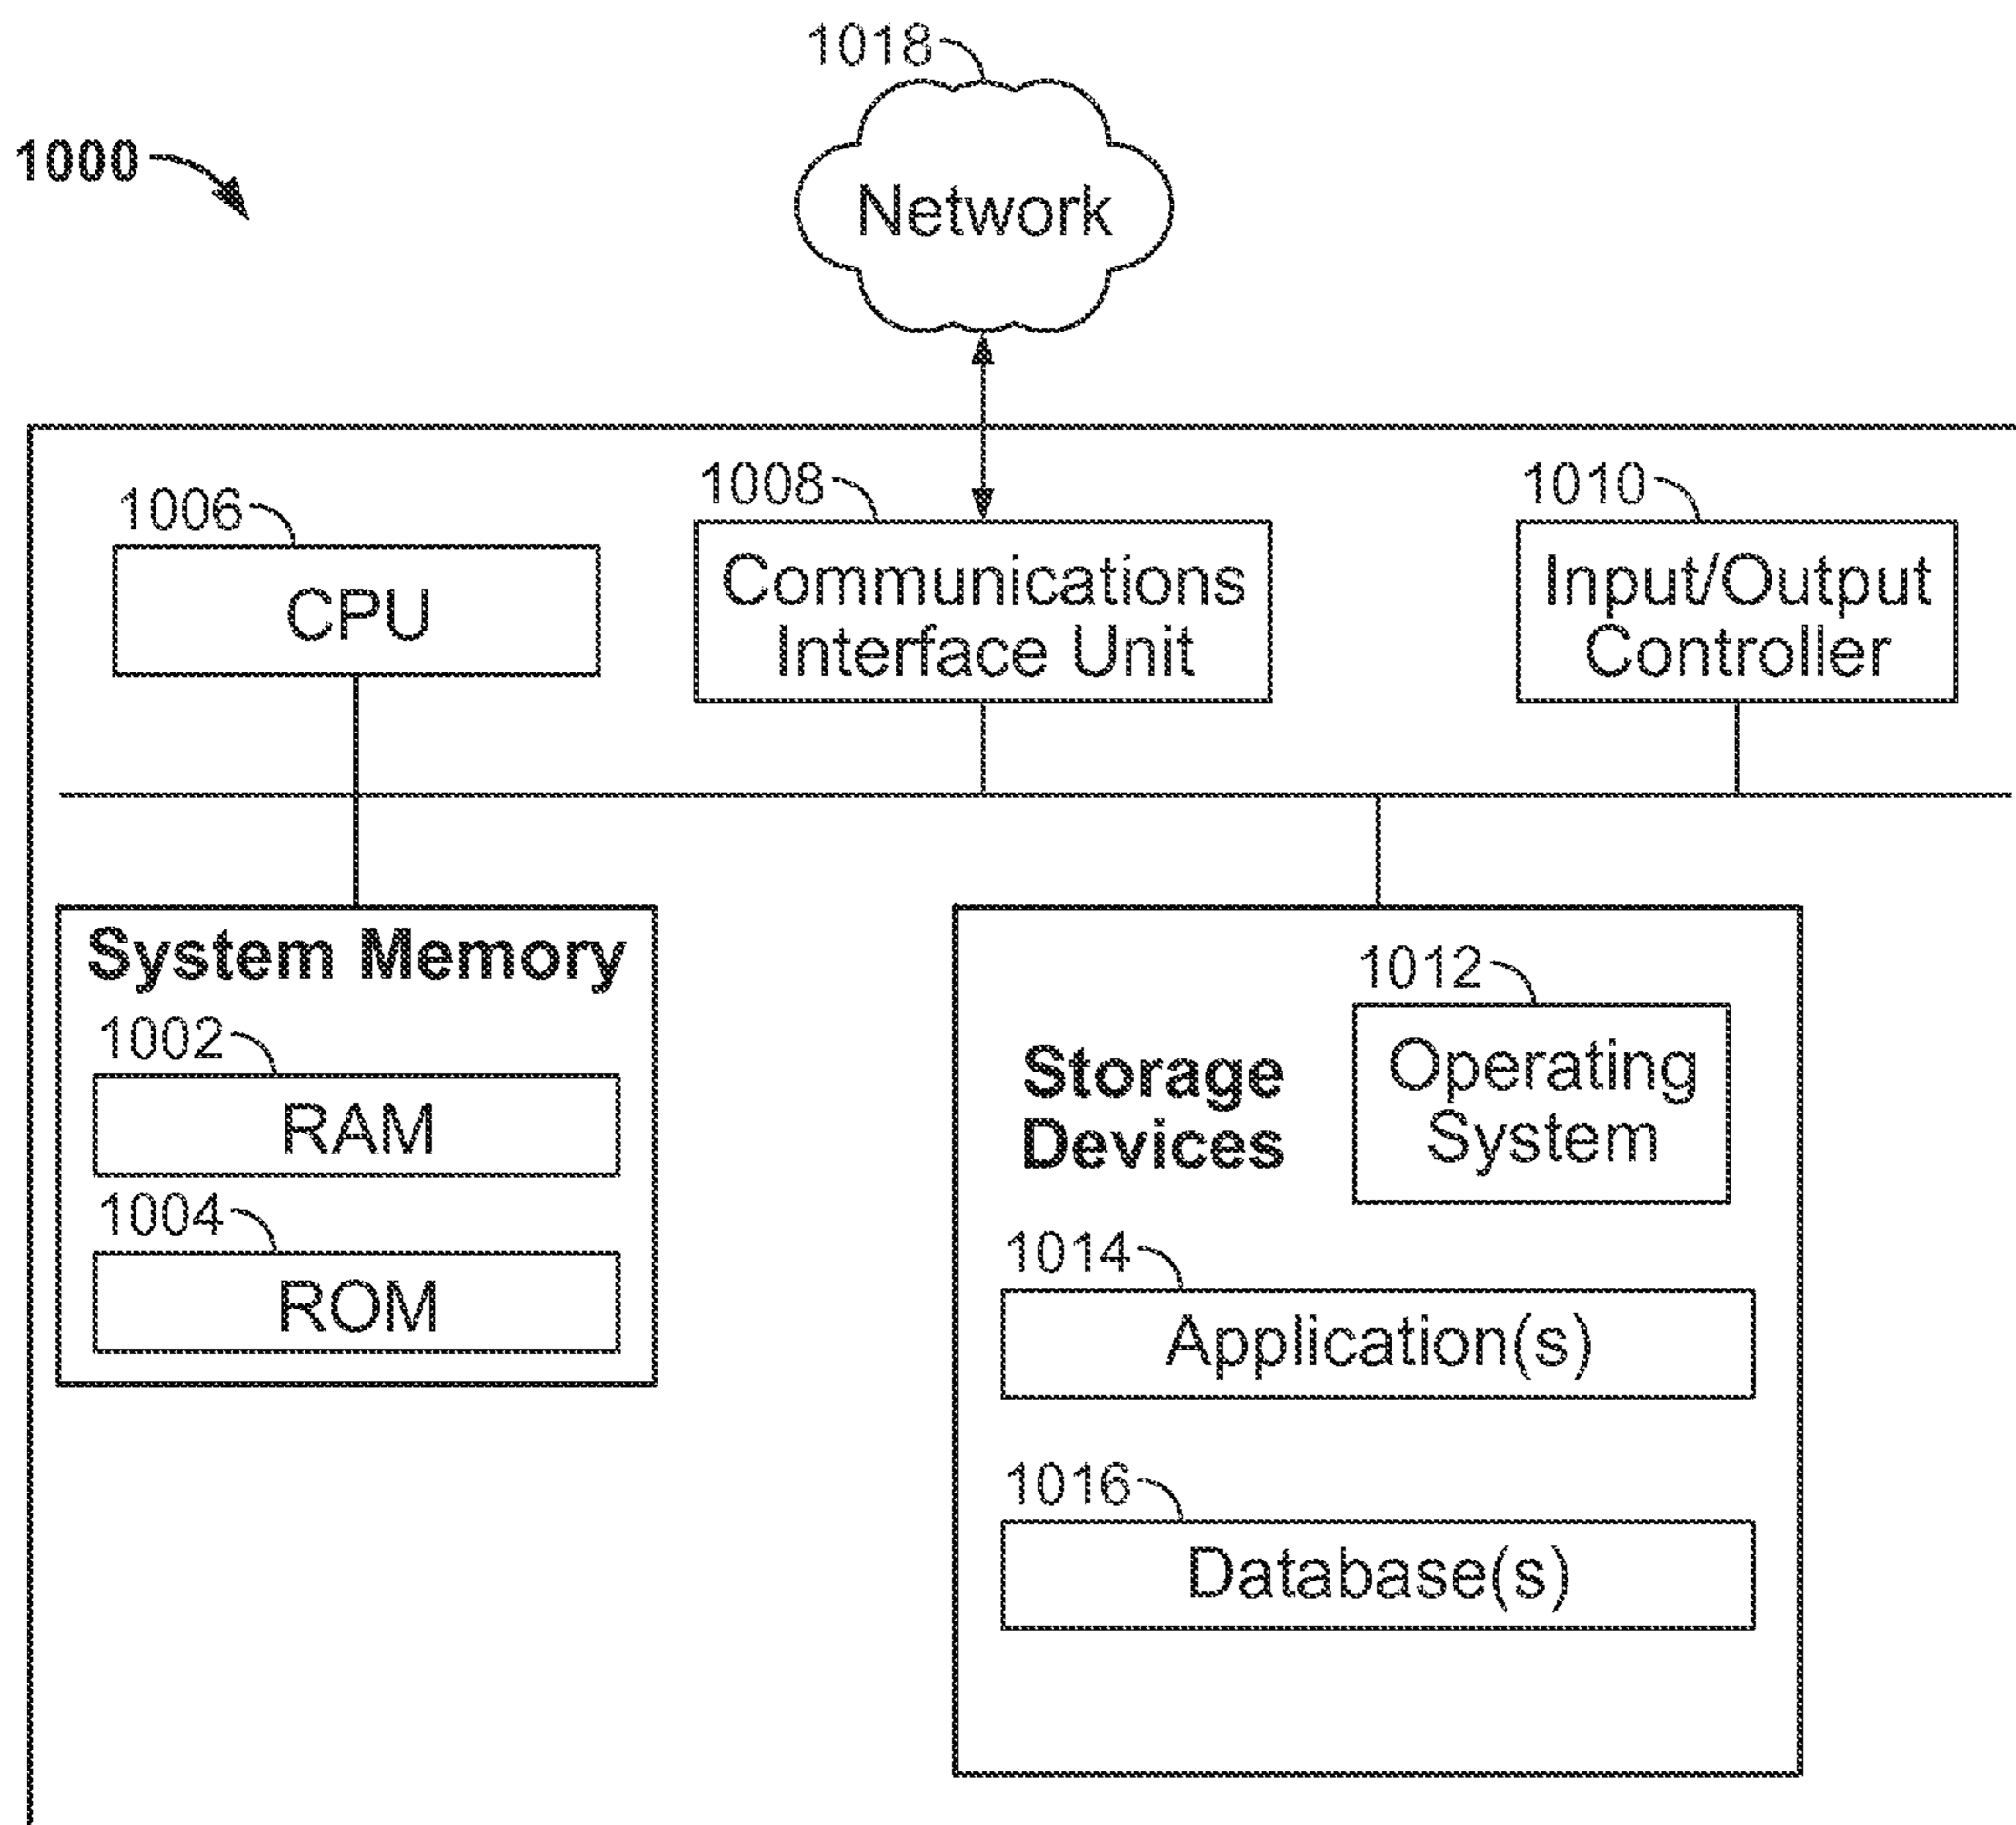 1018
1000
Network
1006
1008
1010
CPU
Communications
Interface Unit
Input/Output
Controller
System Memory
1002
RAM
1004
ROM
Storage
Devices
1012
Operating
System
1014
Application(s)
1016
Database(s)